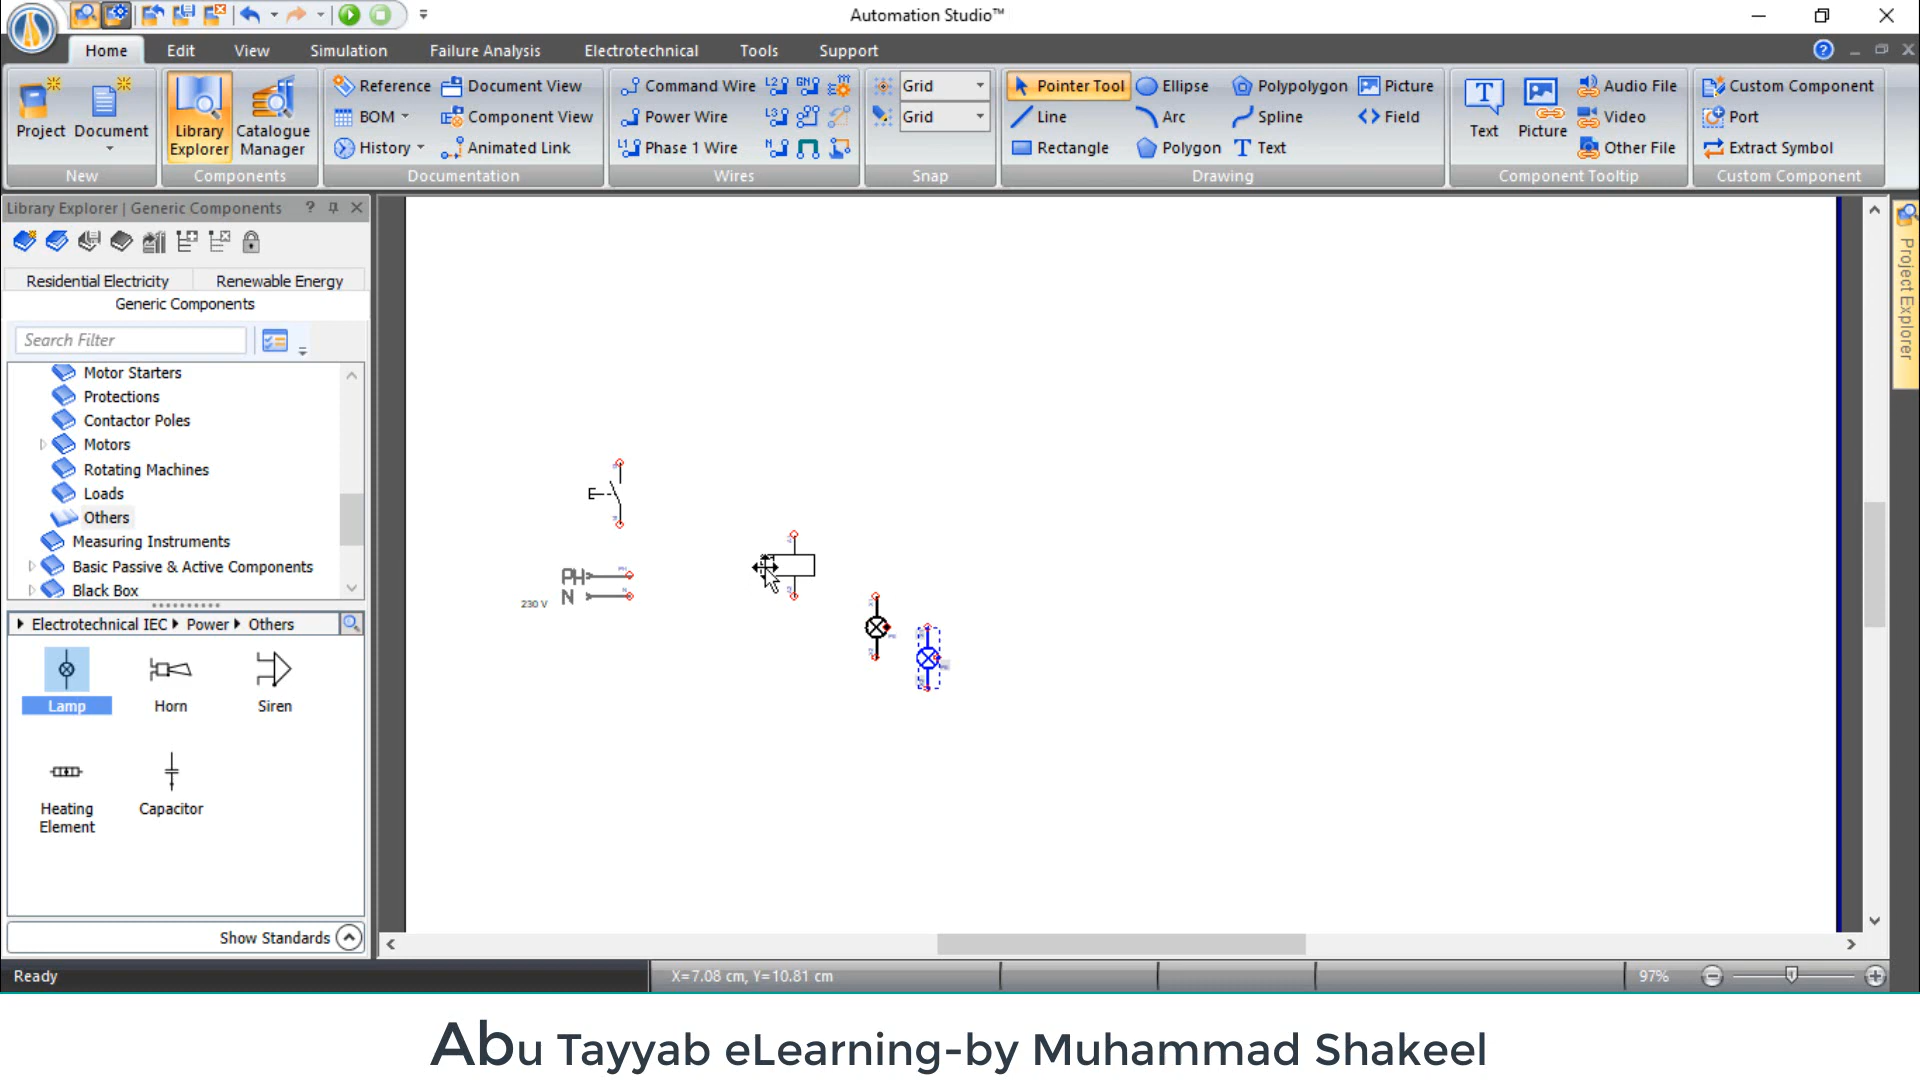 Automation Studio™
Home Edit View Simulation Failure Analysis Electrotechnical Tools Support
Project Document
New
Library Explorer
Catalogue Manager
Components
Reference Document View
BOM Component View
History Animated Link
Documentation
Command Wire L2 GN
Power Wire L3
L1 Phase 1 Wire N
Wires
Grid
Grid
Snap
Pointer Tool Ellipse Polypolygon Picture
Line Arc Spline Field
Rectangle Polygon Text
Drawing
Text Picture
Audio File
Video
Other File
Component Tooltip
Custom Component
Port
Extract Symbol
Custom Component
Library Explorer | Generic Components
Residential Electricity Renewable Energy
Generic Components
Search Filter
Motor Starters
Protections
Contactor Poles
Motors
Rotating Machines
Loads
Others
Measuring Instruments
Basic Passive & Active Components
Black Box
Electrotechnical IEC Power Others
Lamp Horn Siren
Heating Element
Capacitor
Show Standards
PH
N
230 V
Project Explorer
Ready
X=7.08 cm, Y=10.81 cm
97%
Abu Tayyab eLearning-by Muhammad Shakeel